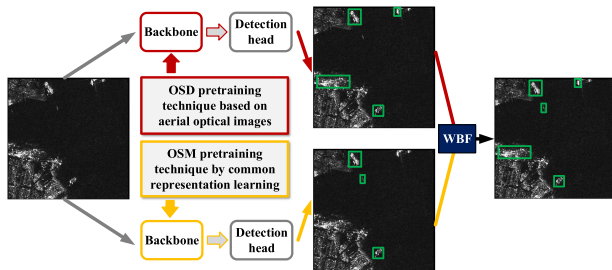 Backbone
Detection
head
OSD pretraining
technique based on
aerial optical images
OSM pretraining
technique by common
representation learning
Backbone
Detection
head
WBF